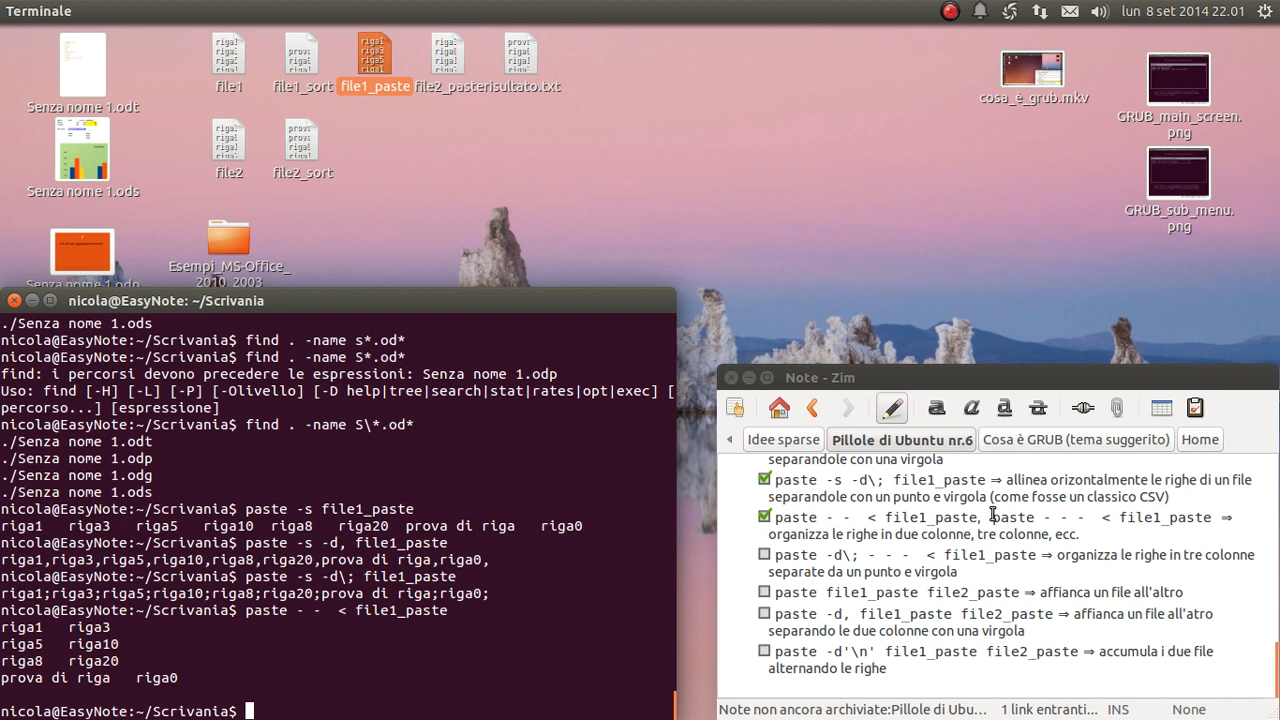 Terminale
lun 8 set 2014 22.01
Senza nome 1.odt
file1
file1_sort
file1_paste
file2_paste
risultato.txt
cosa_è_grub.mkv
GRUB_main_screen.
png
Senza nome 1.ods
file2
file2_sort
GRUB_sub_menu.
png
Senza nome 1.odp
Esempi_MS-Office_
2010_2003
nicola@EasyNote: ~/Scrivania
./Senza nome 1.ods
nicola@EasyNote:~/Scrivania$ find . -name s*.od*
nicola@EasyNote:~/Scrivania$ find . -name S*.od*
find: i percorsi devono precedere le espressioni: Senza nome 1.odp
Uso: find [-H] [-L] [-P] [-Olivello] [-D help|tree|search|stat|rates|opt|exec] [
percorso...] [espressione]
nicola@EasyNote:~/Scrivania$ find . -name S\*.od*
./Senza nome 1.odt
./Senza nome 1.odp
./Senza nome 1.odg
./Senza nome 1.ods
nicola@EasyNote:~/Scrivania$ paste -s file1_paste
riga1 riga3 riga5 riga10 riga8 riga20 prova di riga riga0
nicola@EasyNote:~/Scrivania$ paste -s -d, file1_paste
riga1,riga3,riga5,riga10,riga8,riga20,prova di riga,riga0,
nicola@EasyNote:~/Scrivania$ paste -s -d\; file1_paste
riga1;riga3;riga5;riga10;riga8;riga20;prova di riga;riga0;
nicola@EasyNote:~/Scrivania$ paste - - < file1_paste
riga1 riga3
riga5 riga10
riga8 riga20
prova di riga riga0
nicola@EasyNote:~/Scrivania$
Note - Zim
Idee sparse
Pillole di Ubuntu nr.6
Cosa è GRUB (tema suggerito)
Home
separandole con una virgola
paste -s -d\; file1_paste ⇒ allinea orizontalmente le righe di un file
separandole con un punto e virgola (come fosse un classico CSV)
paste - - < file1_paste, paste - - - < file1_paste ⇒
organizza le righe in due colonne, tre colonne, ecc.
paste -d\; - - - < file1_paste ⇒ organizza le righe in tre colonne
separate da un punto e virgola
paste file1_paste file2_paste ⇒ affianca un file all'altro
paste -d, file1_paste file2_paste ⇒ affianca un file all'atro
separando le due colonne con una virgola
paste -d'\n' file1_paste file2_paste ⇒ accumula i due file
alternando le righe
Note non ancora archiviate:Pillole di Ubu...
1 link entranti...
INS
None